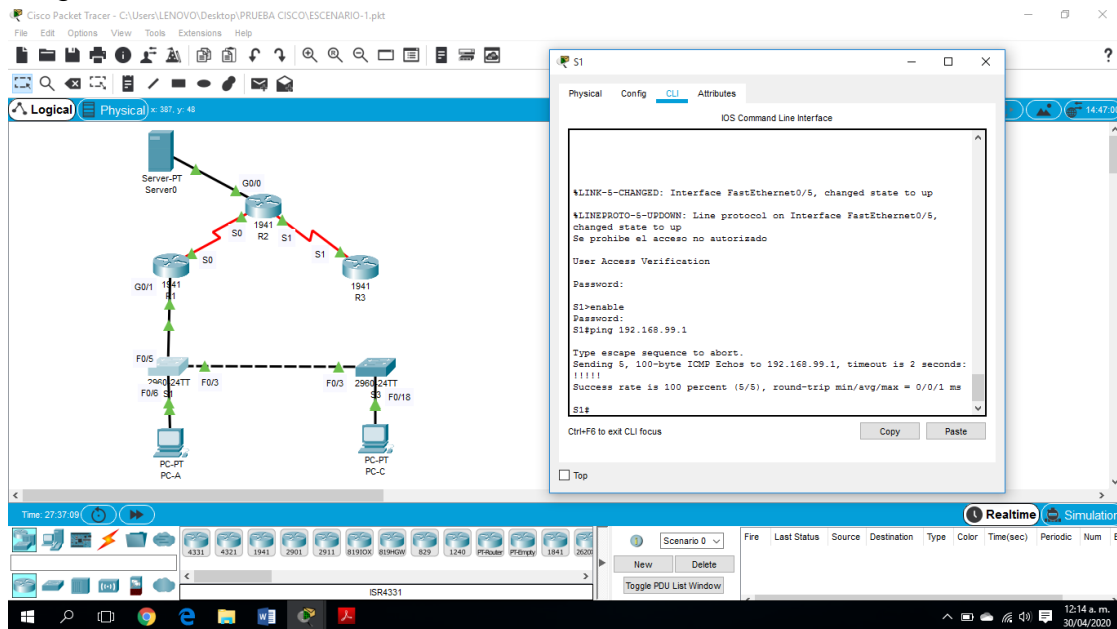 Cisco Packet Tracer - C:\Users\LENOVO\Desktop\PRUEBA CISCO\ESCENARIO-1.pkt
File Edit Options View Tools Extensions Help
Logical Physical x: 387, y: 48
14:47:0
Server-PT
Server0
G0/0
1941
R2
S0
S1
S1
S0
G0/1
1941
R1
1941
R3
F0/5
2960-24TT
F0/3
F0/6
S1
F0/3
2960-24TT
S3
F0/18
PC-PT
PC-A
PC-PT
PC-C
S1
Physical Config CLI Attributes
IOS Command Line Interface
%LINK-5-CHANGED: Interface FastEthernet0/5, changed state to up
%LINEPROTO-5-UPDOWN: Line protocol on Interface FastEthernet0/5,
changed state to up
Se prohibe el acceso no autorizado
User Access Verification
Password:
S1>enable
Password:
S1#ping 192.168.99.1
Type escape sequence to abort.
Sending 5, 100-byte ICMP Echos to 192.168.99.1, timeout is 2 seconds:
!!!!!
Success rate is 100 percent (5/5), round-trip min/avg/max = 0/0/1 ms
S1#
Ctrl+F6 to exit CLI focus
Copy Paste
Top
Time: 27:37:09
Realtime Simulation
4331 4321 1941 2901 2911 819IOX 819HGW 829 1240 PT-Router PT-Empty 1841 2620
ISR4331
Scenario 0
New Delete
Toggle PDU List Window
Fire Last Status Source Destination Type Color Time(sec) Periodic Num
12:14 a. m.
30/04/2020